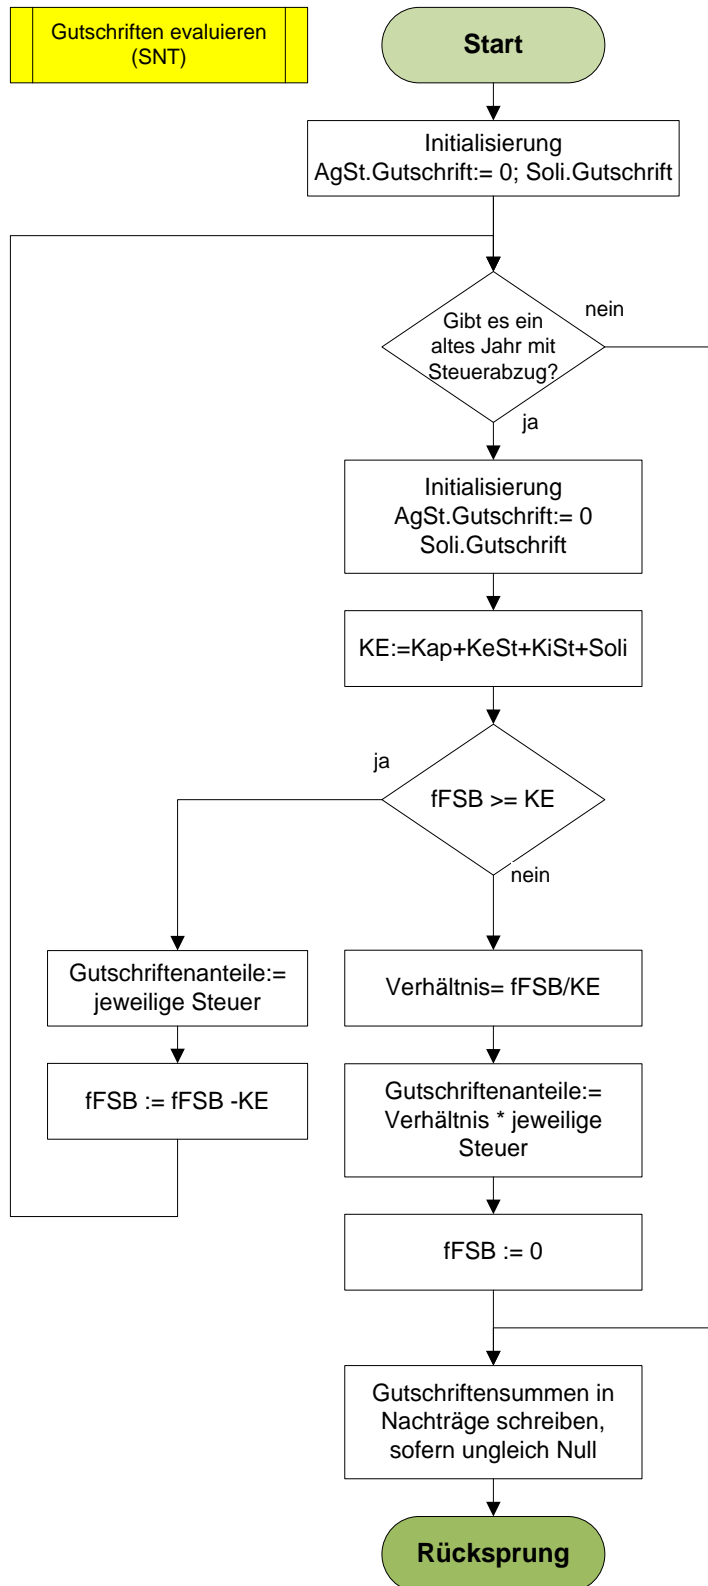 Gutschriften evaluieren
(SNT)
Start
Initialisierung
AgSt.Gutschrift:= 0; Soli.Gutschrift
Gibt es ein
altes Jahr mit
Steuerabzug?
nein
ja
Initialisierung
AgSt.Gutschrift:= 0
Soli.Gutschrift
KE:=Kap+KeSt+KiSt+Soli
ja
fFSB >= KE
nein
Gutschriftenanteile:=
jeweilige Steuer
Verhältnis= fFSB/KE
fFSB := fFSB -KE
Gutschriftenanteile:=
Verhältnis * jeweilige
Steuer
fFSB := 0
Gutschriftensummen in
Nachträge schreiben,
sofern ungleich Null
Rücksprung